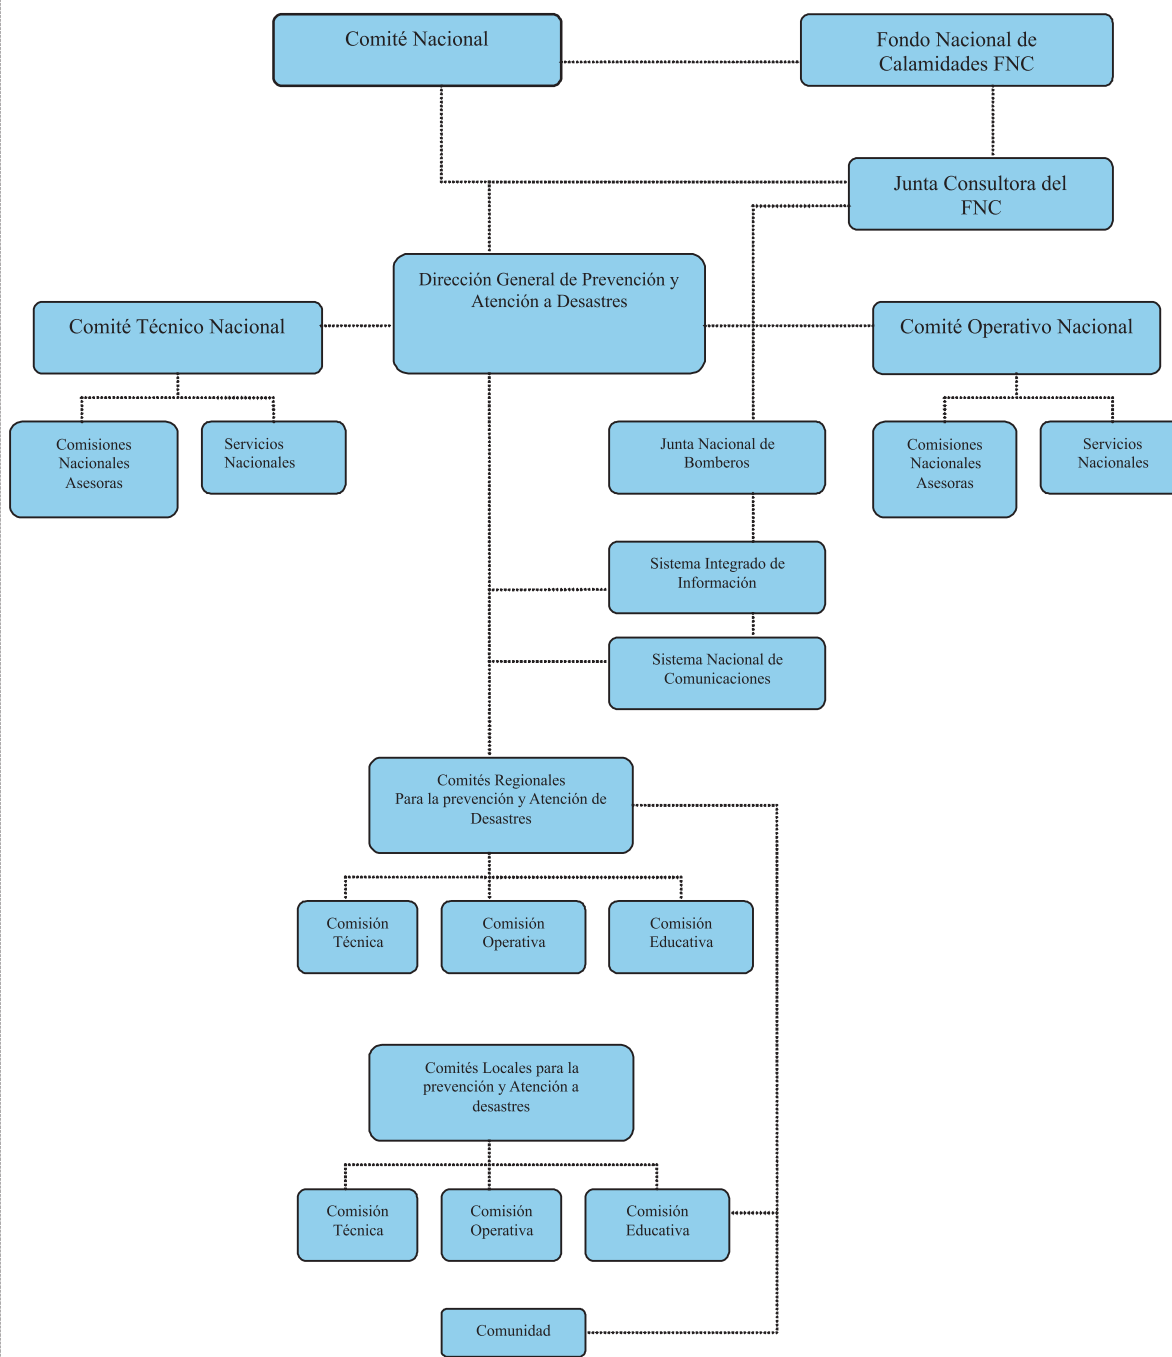 Comité Nacional
Fondo Nacional de
Calamidades FNC
Junta Consultora del
FNC
Dirección General de Prevención y
Atención a Desastres
Comité Técnico Nacional
Comité Operativo Nacional
Comisiones
Nacionales
Asesoras
Servicios
Nacionales
Junta Nacional de
Bomberos
Comisiones
Nacionales
Asesoras
Servicios
Nacionales
Sistema Integrado de
Información
Sistema Nacional de
Comunicaciones
Comités Regionales
Para la prevención y Atención de
Desastres
Comisión
Técnica
Comisión
Operativa
Comisión
Educativa
Comités Locales para la
prevención y Atención a
desastres
Comisión
Técnica
Comisión
Operativa
Comisión
Educativa
Comunidad